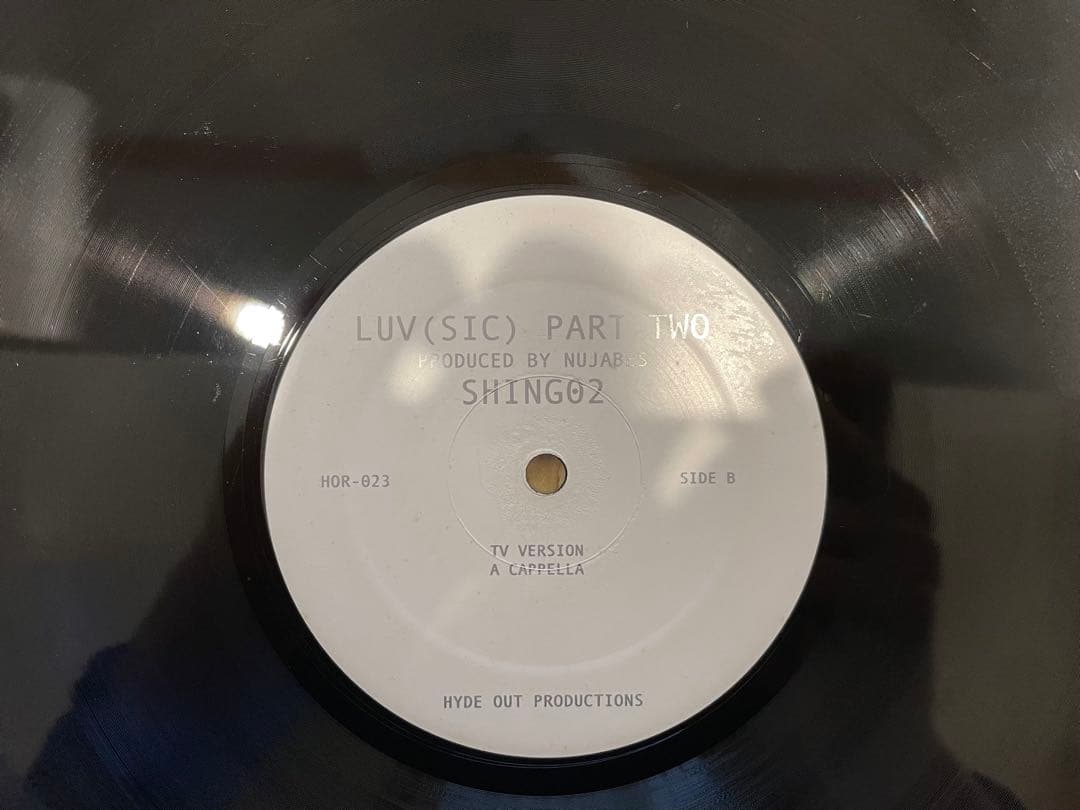 LUV(SIC) PART TWO
PRODUCED BY NUJABES
SHING02
HOR-023
SIDE B
TV VERSION
A CAPPELLA
HYDE OUT PRODUCTIONS